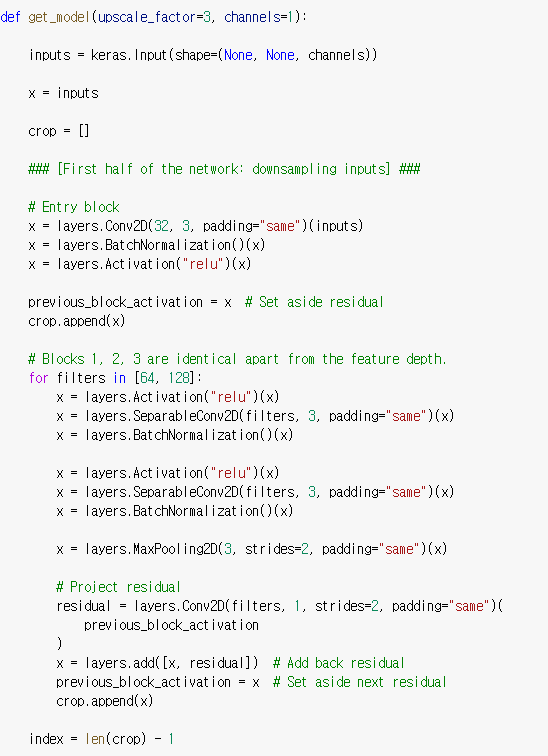 def get_model(upscale_factor=3, channels=1):
inputs = keras.Input(shape=(None, None, channels))
x = inputs
crop = []
### [First half of the network: downsampling inputs] ###
# Entry block
x = layers.Conv2D(32, 3, padding="same")(inputs)
x = layers.BatchNormalization()(x)
x = layers.Activation("relu")(x)
previous_block_activation = x  # Set aside residual
crop.append(x)
# Blocks 1, 2, 3 are identical apart from the feature depth.
for filters in [64, 128]:
x = layers.Activation("relu")(x)
x = layers.SeparableConv2D(filters, 3, padding="same")(x)
x = layers.BatchNormalization()(x)
x = layers.Activation("relu")(x)
x = layers.SeparableConv2D(filters, 3, padding="same")(x)
x = layers.BatchNormalization()(x)
x = layers.MaxPooling2D(3, strides=2, padding="same")(x)
# Project residual
residual = layers.Conv2D(filters, 1, strides=2, padding="same")(
previous_block_activation
)
x = layers.add([x, residual])  # Add back residual
previous_block_activation = x  # Set aside next residual
crop.append(x)
index = len(crop) - 1